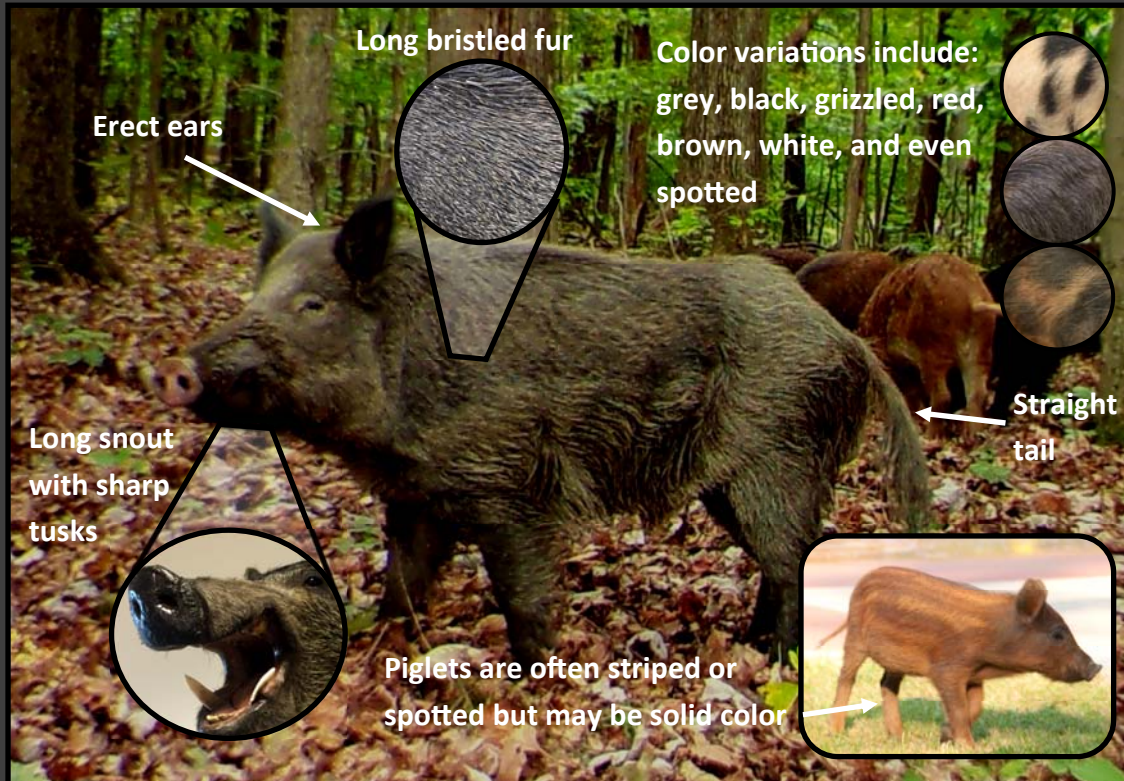 Long bristled fur
Color variations include:
grey, black, grizzled, red,
brown, white, and even
spotted
Erect ears
Straight
tail
Long snout
with sharp
tusks
Piglets are often striped or
spotted but may be solid color